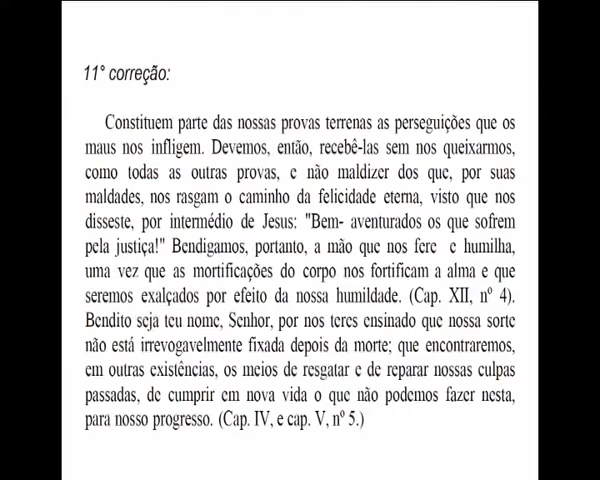 11° correção:
Constituem parte das nossas provas terrenas as perseguições que os
maus nos infligem. Devemos, então, recebê-las sem nos queixarmos,
como todas as outras provas, e não maldizer dos que, por suas
maldades, nos rasgam o caminho da felicidade eterna, visto que nos
disseste, por intermédio de Jesus: "Bem- aventurados os que sofrem
pela justiça!" Bendigamos, portanto, a mão que nos fere e humilha,
uma vez que as mortificações do corpo nos fortificam a alma e que
seremos exalçados por efeito da nossa humildade. (Cap. XII, nº 4).
Bendito seja teu nome, Senhor, por nos teres ensinado que nossa sorte
não está irrevogavelmente fixada depois da morte; que encontraremos,
em outras existências, os meios de resgatar e de reparar nossas culpas
passadas, de cumprir em nova vida o que não podemos fazer nesta,
para nosso progresso. (Cap. IV, e cap. V, nº 5.)